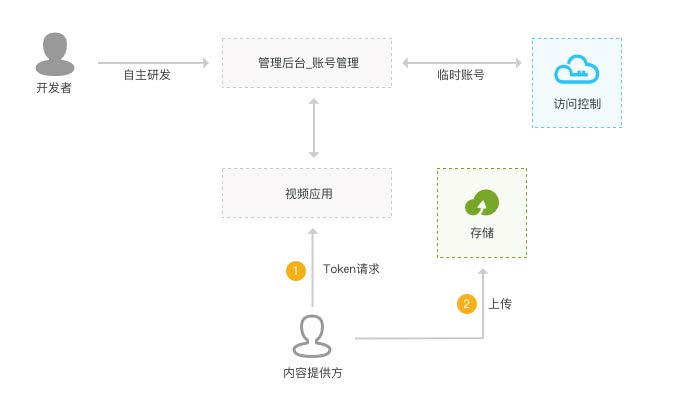 管理后台_账号管理
自主研发
临时账号
开发者
访问控制
视频应用
存储
1
Token请求
2
上传
内容提供方